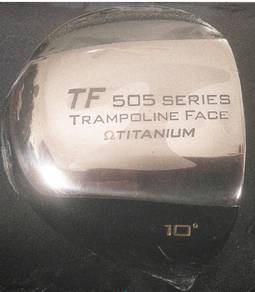 TF 505 SERIES
TRAMPOLINE FACE
ΩTITANIUM
10°